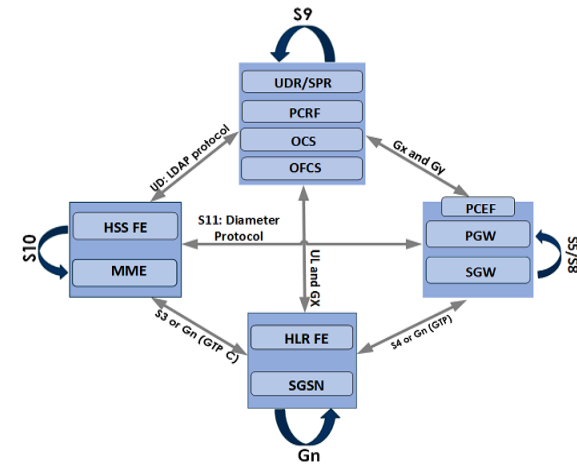 S9
UDR/SPR
PCRF
OCS
OFCS
UD: LDAP protocol
Gx and Gy
HSS FE
MME
S10
S11: Diameter
Protocol
UL and GX
PCEF
PGW
SGW
S5/S8
S3 or Gn (GTP C)
S4 or Gn (GTP)
HLR FE
SGSN
Gn